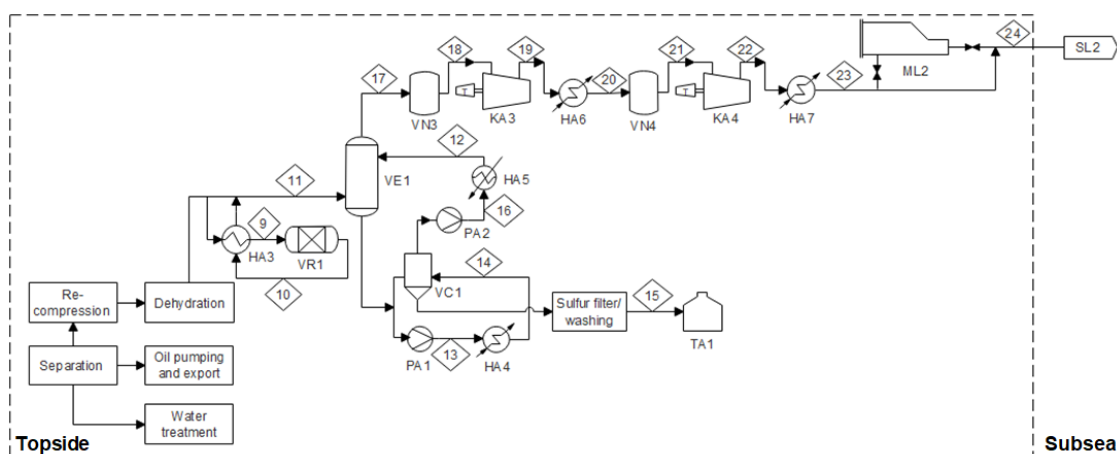 24
SL2
ML2
18
19
21
22
17
20
23
T
T
VN3
KA3
HA6
VN4
KA4
HA7
12
11
VE1
HA5
16
9
PA2
HA3
VR1
14
10
VC1
Re-
compression
Dehydration
Sulfur filter/
washing
15
13
PA1
HA4
TA1
Separation
Oil pumping
and export
Water
treatment
Topside
Subsea